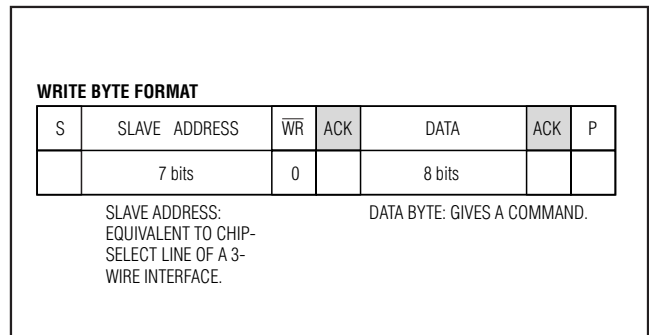 WRITE BYTE FORMAT
S SLAVE ADDRESS W̅R̅ ACK DATA ACK P
7 bits 0 8 bits
SLAVE ADDRESS:
EQUIVALENT TO CHIP-
SELECT LINE OF A 3-
WIRE INTERFACE.
DATA BYTE: GIVES A COMMAND.